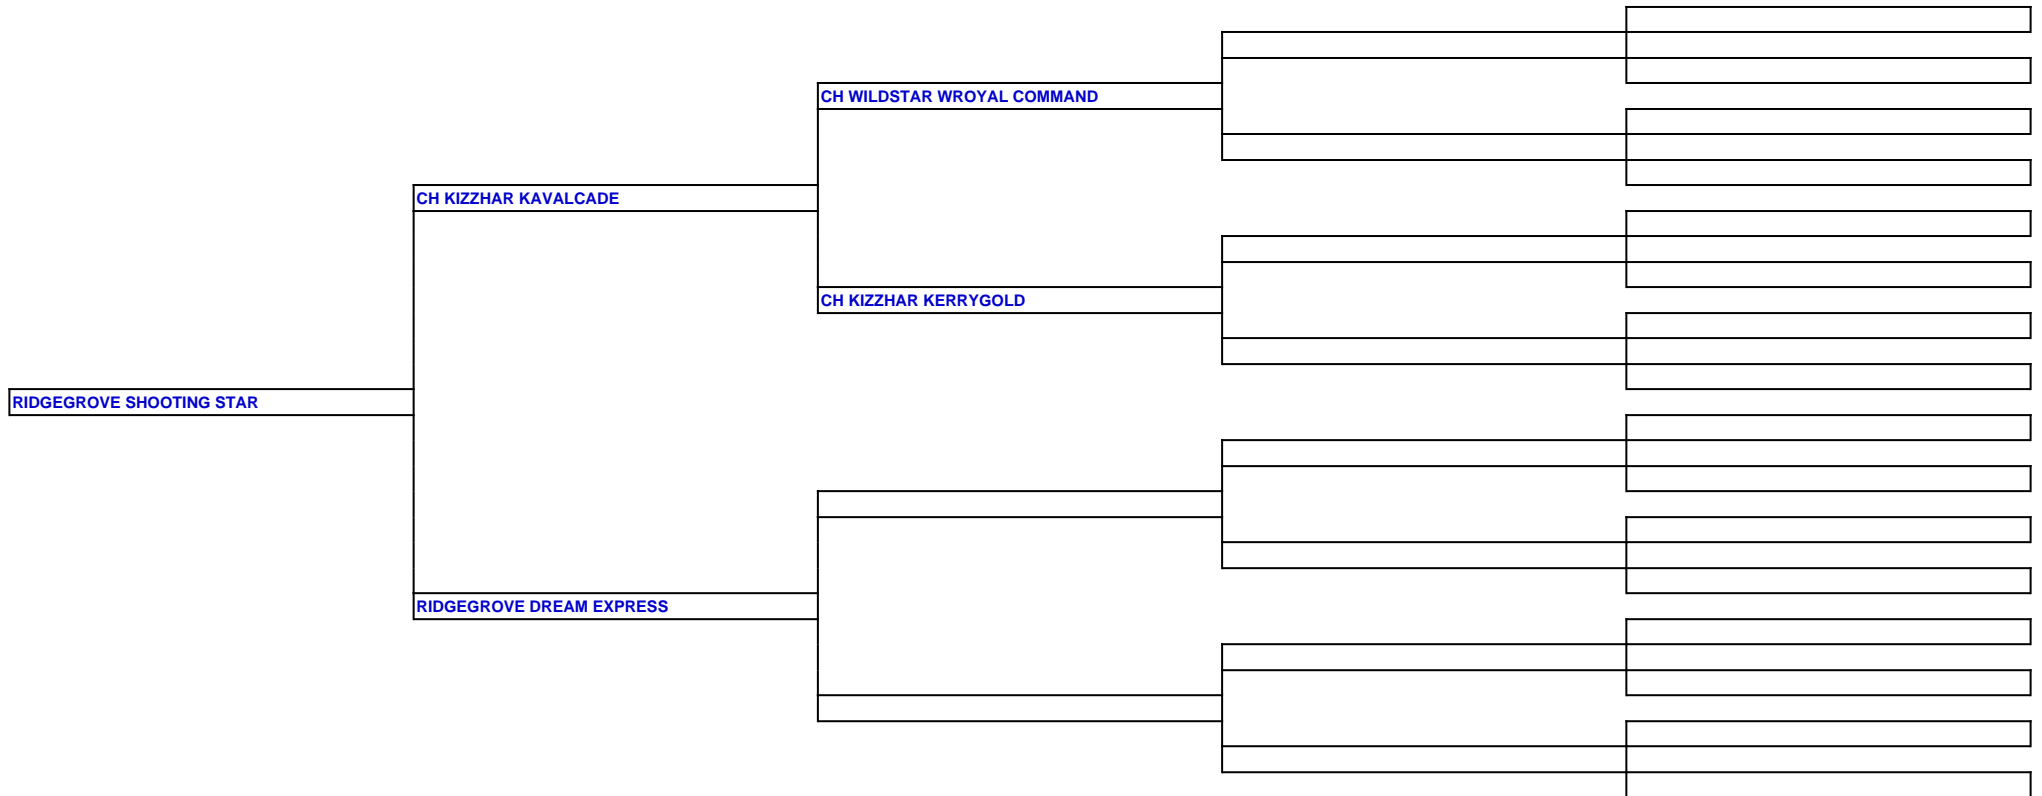 CH WILDSTAR WROYAL COMMAND
CH KIZZHAR KAVALCADE
CH KIZZHAR KERRYGOLD
RIDGEGROVE SHOOTING STAR
RIDGEGROVE DREAM EXPRESS